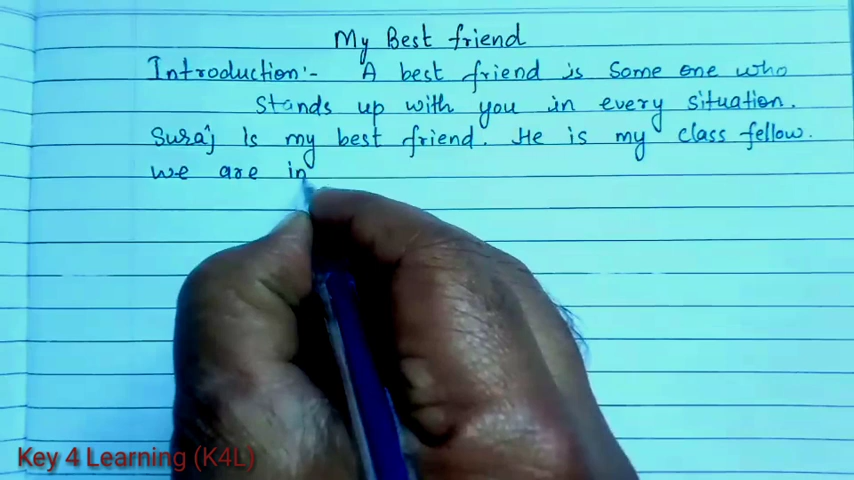 My Best friend
Introduction:- A best friend is Some one who
Stands up with you in every situation.
Suraj Is my best friend. He is my class fellow.
we are in
Key 4 Learning (K4L)